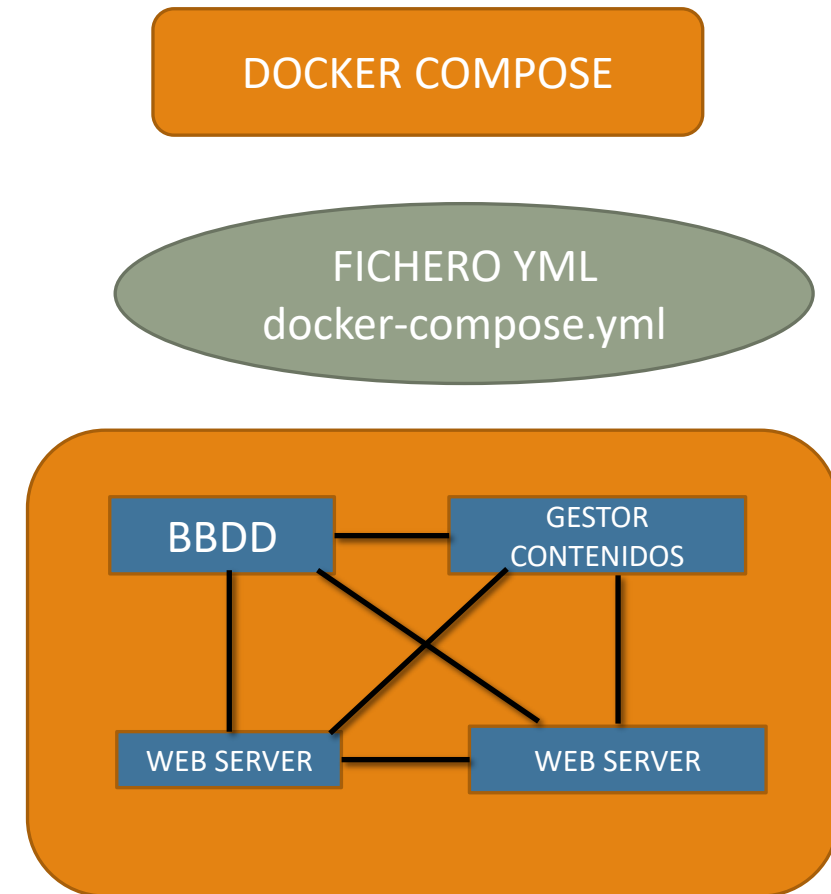 DOCKER COMPOSE
FICHERO YML
docker-compose.yml
BBDD
GESTOR
CONTENIDOS
WEB SERVER
WEB SERVER